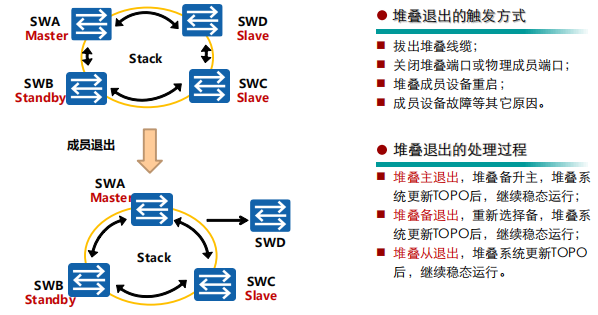 SWA
Master
SWD
Slave
Stack
SWB
Standby
SWC
Slave
成员退出
SWA
Master
SWD
Stack
SWB
Standby
SWC
Slave
堆叠退出的触发方式
拔出堆叠线缆；
关闭堆叠端口或物理成员端口；
堆叠成员设备重启；
成员设备故障等其它原因。
堆叠退出的处理过程
堆叠主退出，堆叠备升主，堆叠系
统更新TOPO后，继续稳态运行；
堆叠备退出，重新选择备，堆叠系
统更新TOPO后，继续稳态运行；
堆叠从退出，堆叠系统更新TOPO
后，继续稳态运行。